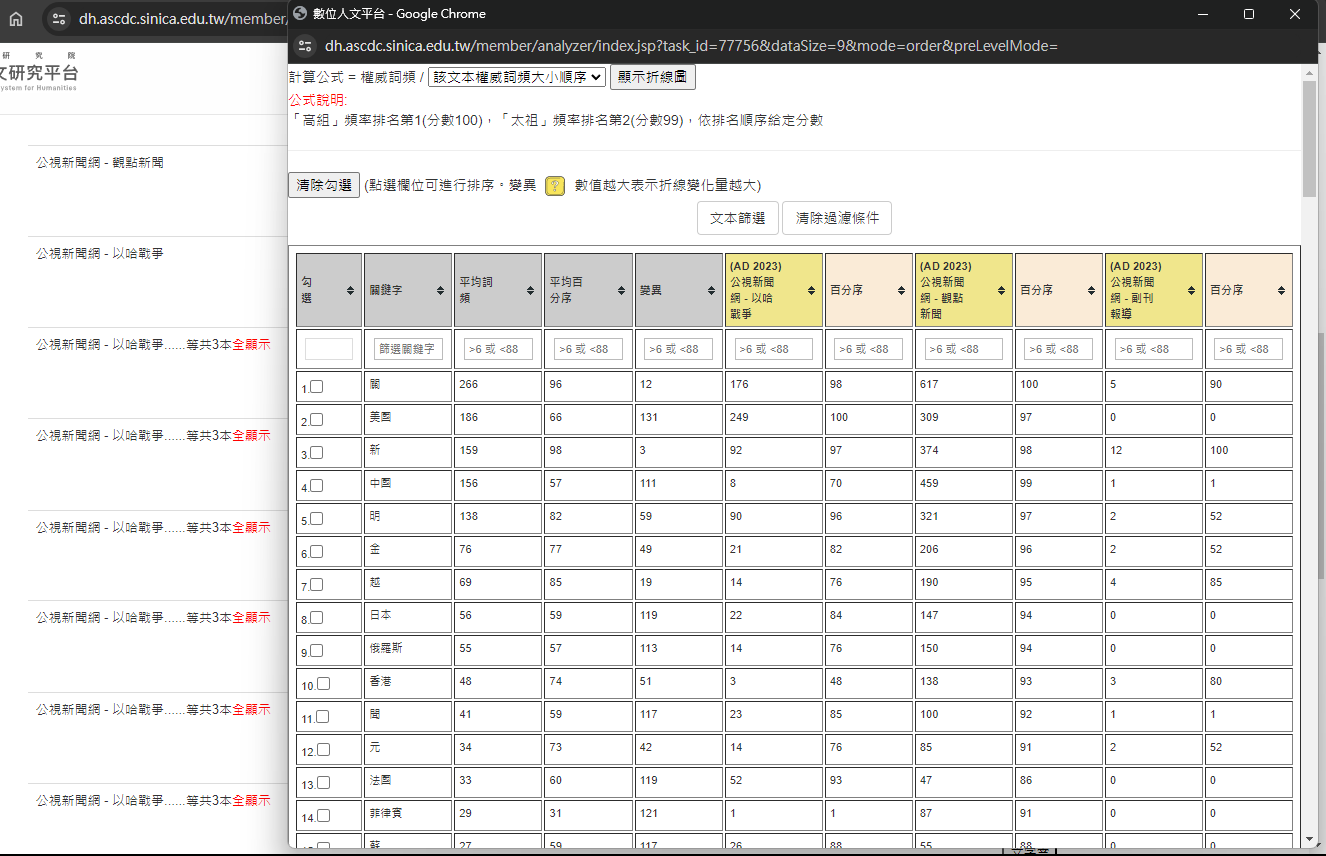 數位人文平台 - Google Chrome
dh.ascdc.sinica.edu.tw/member/
dh.ascdc.sinica.edu.tw/member/analyzer/index.jsp?task_id=77756&dataSize=9&mode=order&preLevelMode=
研 究 院
文研究平台
ystem for Humanities
公視新聞網 - 觀點新聞
公視新聞網 - 以哈戰爭
公視新聞網 - 以哈戰爭......等共3本全顯示
公視新聞網 - 以哈戰爭......等共3本全顯示
公視新聞網 - 以哈戰爭......等共3本全顯示
公視新聞網 - 以哈戰爭......等共3本全顯示
公視新聞網 - 以哈戰爭......等共3本全顯示
公視新聞網 - 以哈戰爭......等共3本全顯示
計算公式 = 權威詞頻 / 該文本權威詞頻大小順序 顯示折線圖
公式說明:
「高組」頻率排名第1(分數100)，「太祖」頻率排名第2(分數99)，依排名順序給定分數
清除勾選 (點選欄位可進行排序。變異 ? 數值越大表示折線變化量越大)
文本篩選 清除過濾條件
勾選 關鍵字 平均詞頻 平均百分序 變異 (AD 2023) 公視新聞網 - 以哈戰爭 百分序 (AD 2023) 公視新聞網 - 觀點新聞 百分序 (AD 2023) 公視新聞網 - 副刊報導 百分序
篩選關鍵字 >6 或 <88 >6 或 <88 >6 或 <88 >6 或 <88 >6 或 <88 >6 或 <88 >6 或 <88 >6 或 <88 >6 或 <88
1. 關 266 96 12 176 98 617 100 5 90
2. 美國 186 66 131 249 100 309 97 0 0
3. 新 159 98 3 92 97 374 98 12 100
4. 中國 156 57 111 8 70 459 99 1 1
5. 明 138 82 59 90 96 321 97 2 52
6. 金 76 77 49 21 82 206 96 2 52
7. 越 69 85 19 14 76 190 95 4 85
8. 日本 56 59 119 22 84 147 94 0 0
9. 俄羅斯 55 57 113 14 76 150 94 0 0
10. 香港 48 74 51 3 48 138 93 3 80
11. 聞 41 59 117 23 85 100 92 1 1
12. 元 34 73 42 14 76 85 91 2 52
13. 法國 33 60 119 52 93 47 86 0 0
14. 菲律賓 29 31 121 1 1 87 91 0 0
蘇 27 59 117 26 88 55 88 0 0